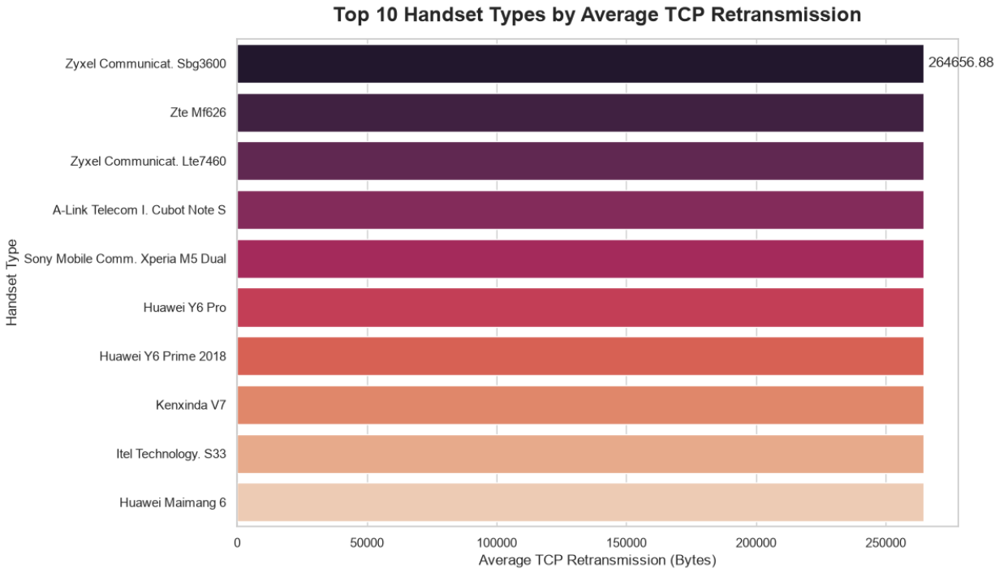 Top 10 Handset Types by Average TCP Retransmission
Zyxel Communicat. Sbg3600
264656.88
Zte Mf626
Zyxel Communicat. Lte7460
A-Link Telecom I. Cubot Note S
Sony Mobile Comm. Xperia M5 Dual
Huawei Y6 Pro
Huawei Y6 Prime 2018
Kenxinda V7
Itel Technology. S33
Huawei Maimang 6
Handset Type
0 50000 100000 150000 200000 250000
Average TCP Retransmission (Bytes)